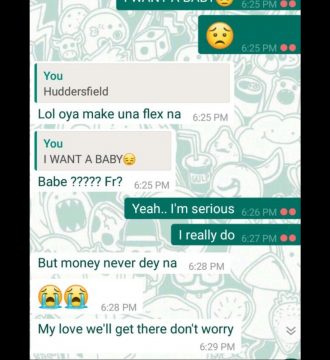 I WANT A BABY😟 6:25 PM
😟
6:25 PM
You
Huddersfield
Lol oya make una flex na 6:25 PM
You
I WANT A BABY😔
Babe ????? Fr? 6:25 PM
Yeah.. I'm serious 6:26 PM
I really do 6:27 PM
But money never dey na 6:28 PM
😭😭 6:28 PM
My love we'll get there don't worry
6:29 PM